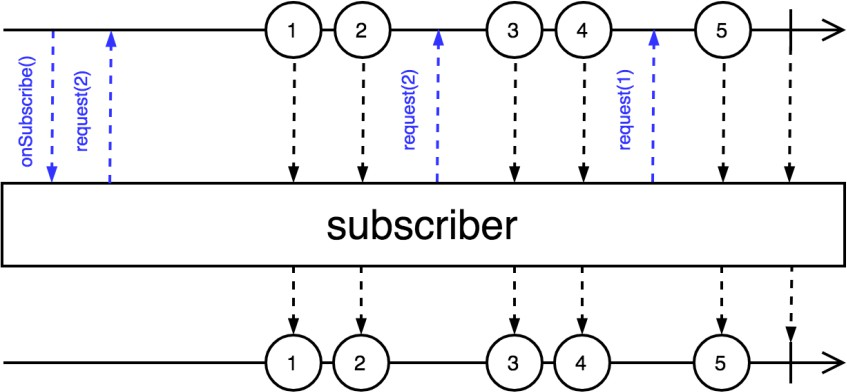 1 2 3 4 5
onSubscribe()
request(2)
request(2)
request(1)
subscriber
1 2 3 4 5